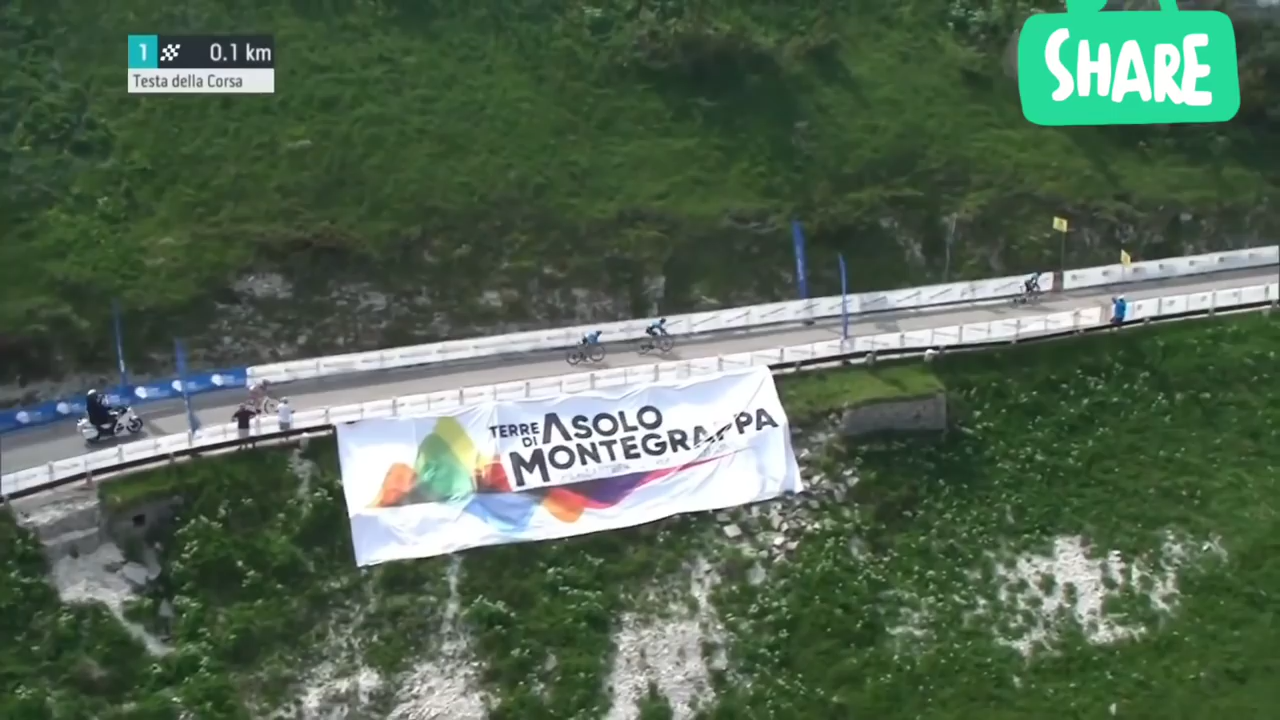 1 0.1 km
Testa della Corsa
SHARE
TERRE DI ASOLO
MONTEGRAPPA